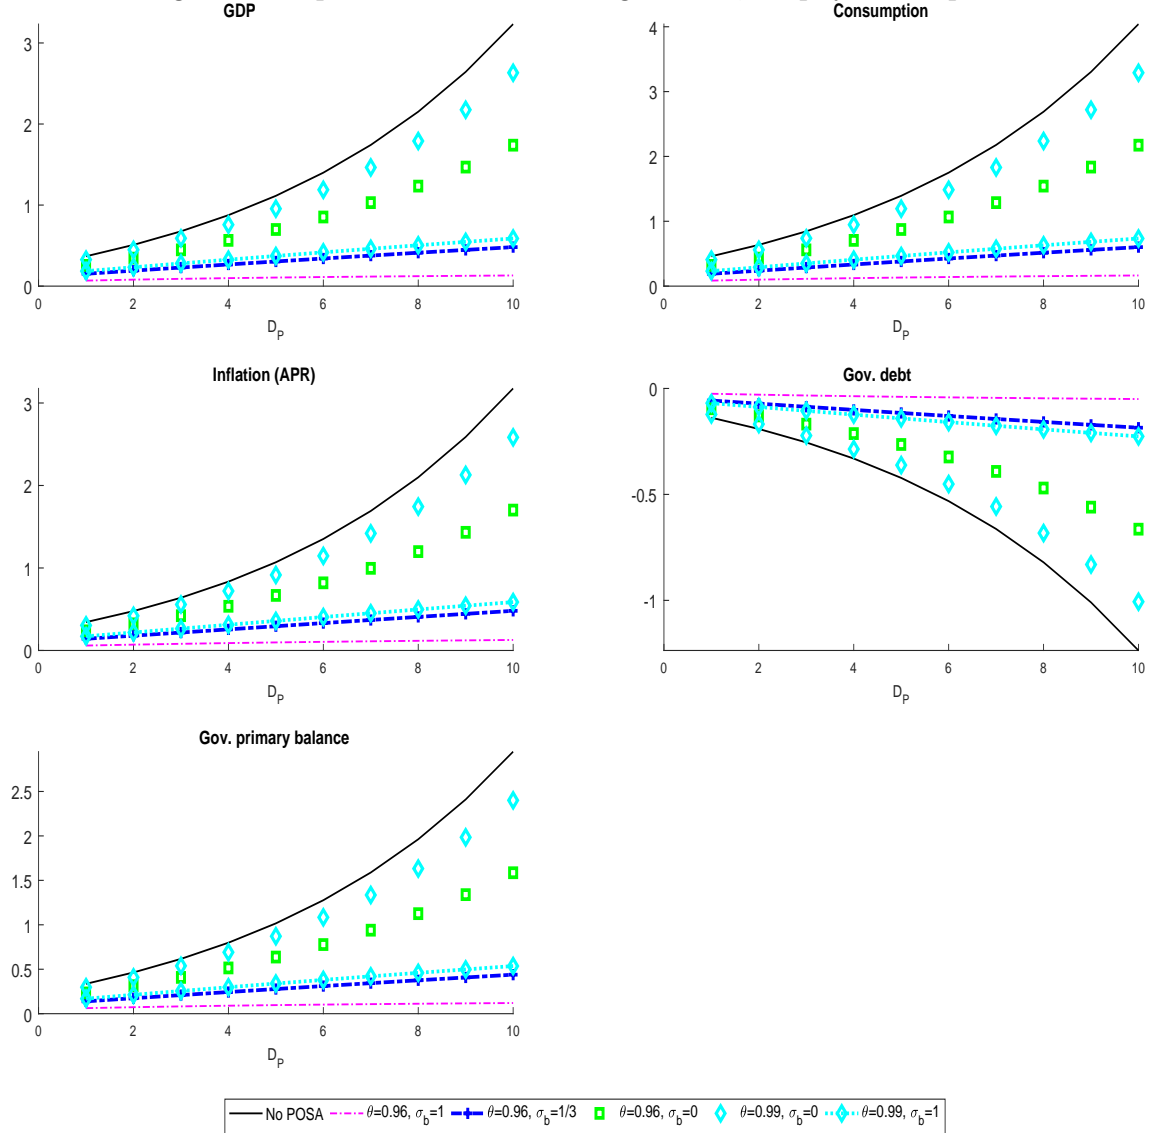 GDP
3
2
1
0
0 2 4 6 8 10
D_P
Consumption
4
3
2
1
0
0 2 4 6 8 10
D_P
Inflation (APR)
3
2
1
0
0 2 4 6 8 10
D_P
Gov. debt
0
-0.5
-1
0 2 4 6 8 10
D_P
Gov. primary balance
2.5
2
1.5
1
0.5
0
0 2 4 6 8 10
D_P
No POSA θ=0.96, σ_b=1 θ=0.96, σ_b=1/3 θ=0.96, σ_b=0 θ=0.99, σ_b=0 θ=0.99, σ_b=1